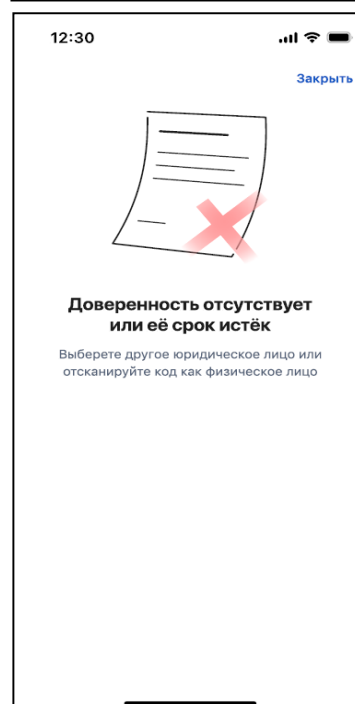 12:30
Закрыть
Доверенность отсутствует
или её срок истёк
Выберете другое юридическое лицо или
отсканируйте код как физическое лицо